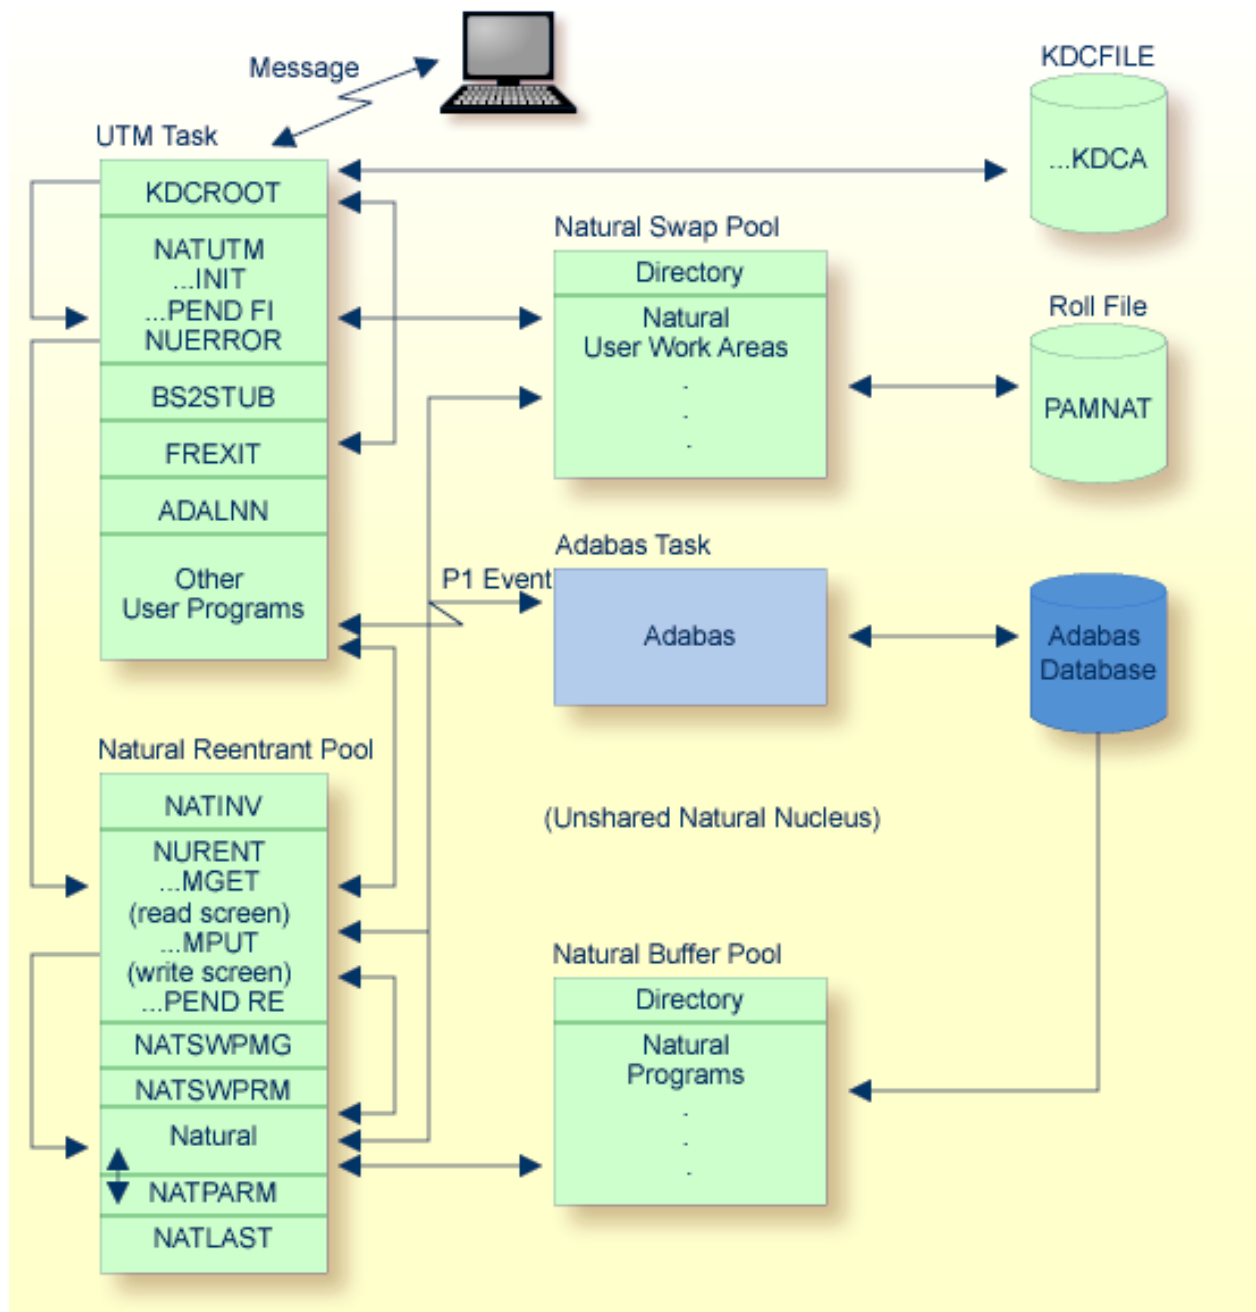 Message
KDCFILE
...KDCA
UTM Task
KDCROOT
NATUTM
...INIT
...PEND FI
NUERROR
BS2STUB
FREXIT
ADALNN
Other
User Programs
Natural Swap Pool
Directory
Natural
User Work Areas
.
.
.
Roll File
PAMNAT
P1 Event
Adabas Task
Adabas
Adabas
Database
Natural Reentrant Pool
NATINV
NURENT
...MGET
(read screen)
...MPUT
(write screen)
...PEND RE
NATSWPMG
NATSWPRM
Natural
NATPARM
NATLAST
(Unshared Natural Nucleus)
Natural Buffer Pool
Directory
Natural
Programs
.
.
.